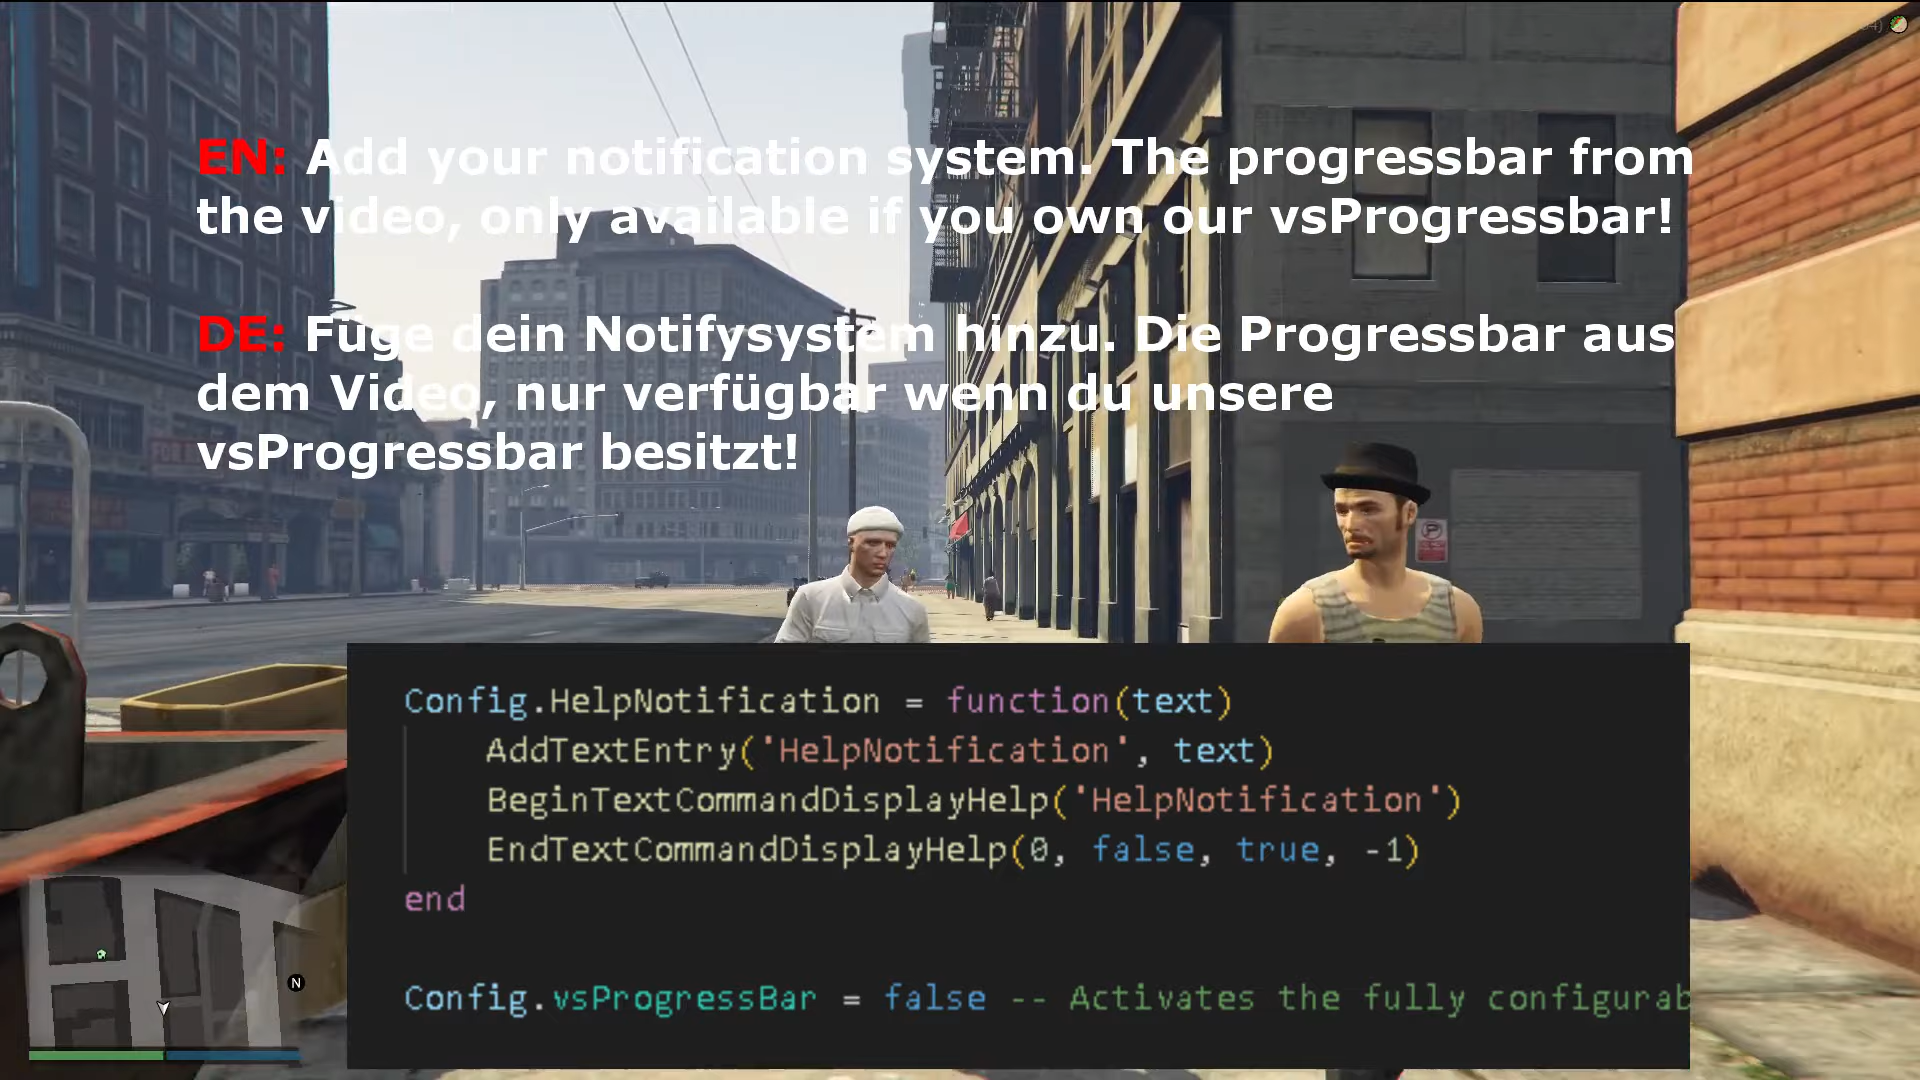 EN: Add your notification system. The progressbar from
the video, only available if you own our vsProgressbar!
DE: Füge dein Notifysystem hinzu. Die Progressbar aus
dem Video, nur verfügbar wenn du unsere
vsProgressbar besitzt!
Config.HelpNotification = function(text)
AddTextEntry('HelpNotification', text)
BeginTextCommandDisplayHelp('HelpNotification')
EndTextCommandDisplayHelp(0, false, true, -1)
end
Config.vsProgressBar = false -- Activates the fully configurab
N